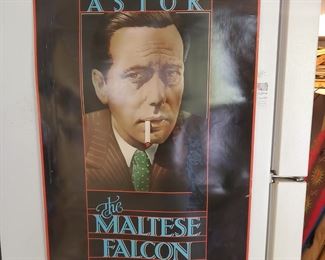 ASTOR
The
MALTESE
FALCON